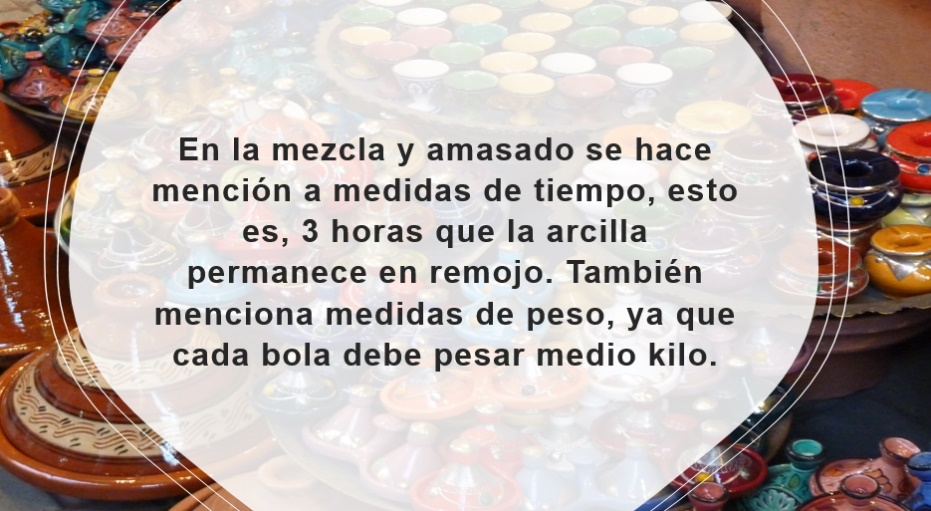 En la mezcla y amasado se hace
mención a medidas de tiempo, esto
es, 3 horas que la arcilla
permanece en remojo. También
menciona medidas de peso, ya que
cada bola debe pesar medio kilo.